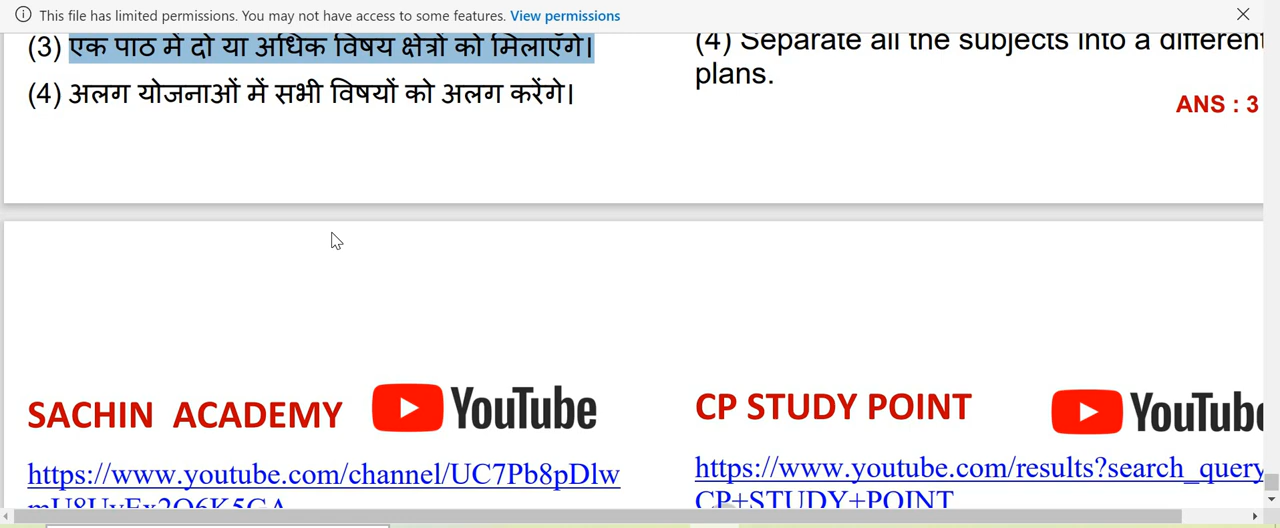 This file has limited permissions. You may not have access to some features. View permissions
(3) एक पाठ में दो या अधिक विषय क्षेत्रों को मिलाएँगे।
(4) अलग योजनाओं में सभी विषयों को अलग करेंगे।
(4) Separate all the subjects into a different
plans.
ANS : 3
SACHIN ACADEMY YouTube
https://www.youtube.com/channel/UC7Pb8pDlw
CP STUDY POINT YouTube
https://www.youtube.com/results?search_query
CP+STUDY+POINT